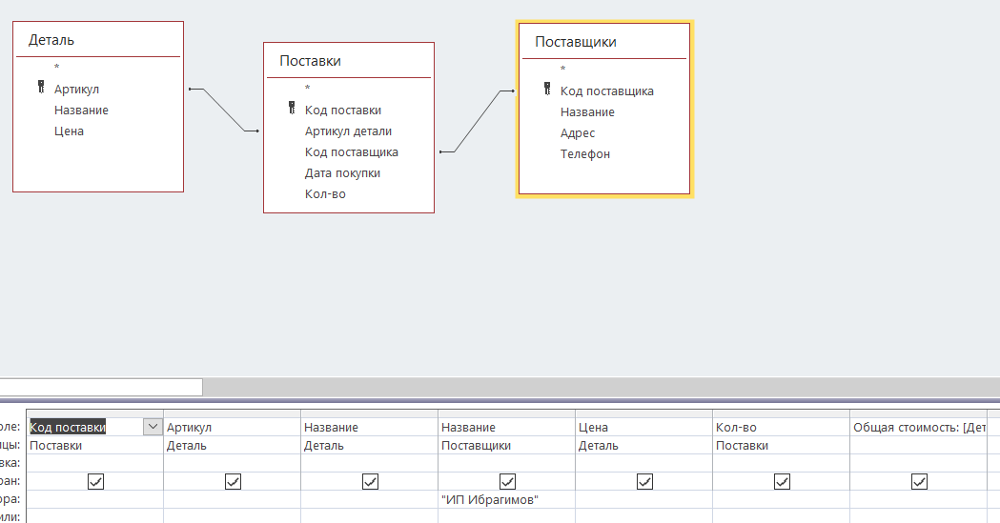 Деталь
*
Артикул
Название
Цена
Поставки
*
Код поставки
Артикул детали
Код поставщика
Дата покупки
Кол-во
Поставщики
*
Код поставщика
Название
Адрес
Телефон
оле: Код поставки Артикул Название Название Цена Кол-во Общая стоимость: [Дет
ицы: Поставки Деталь Деталь Поставщики Деталь Поставки
вка:
ран:
ора: "ИП Ибрагимов"
или: